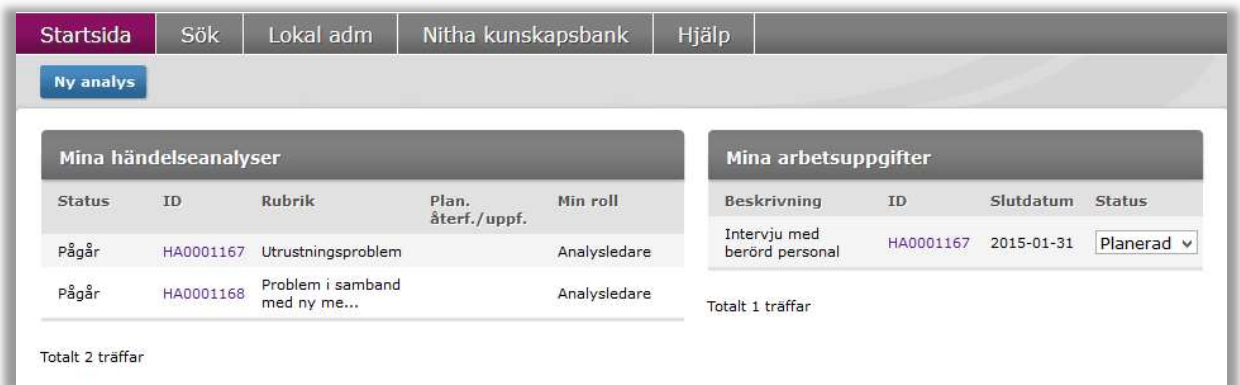 Startsida Sök Lokal adm Nitha kunskapsbank Hjälp
Ny analys
Mina händelseanalyser
Status ID Rubrik Plan. återf./uppf. Min roll
Pågår HA0001167 Utrustningsproblem Analysledare
Pågår HA0001168 Problem i samband med ny me... Analysledare
Totalt 2 träffar
Mina arbetsuppgifter
Beskrivning ID Slutdatum Status
Intervju med berörd personal HA0001167 2015-01-31 Planerad
Totalt 1 träffar